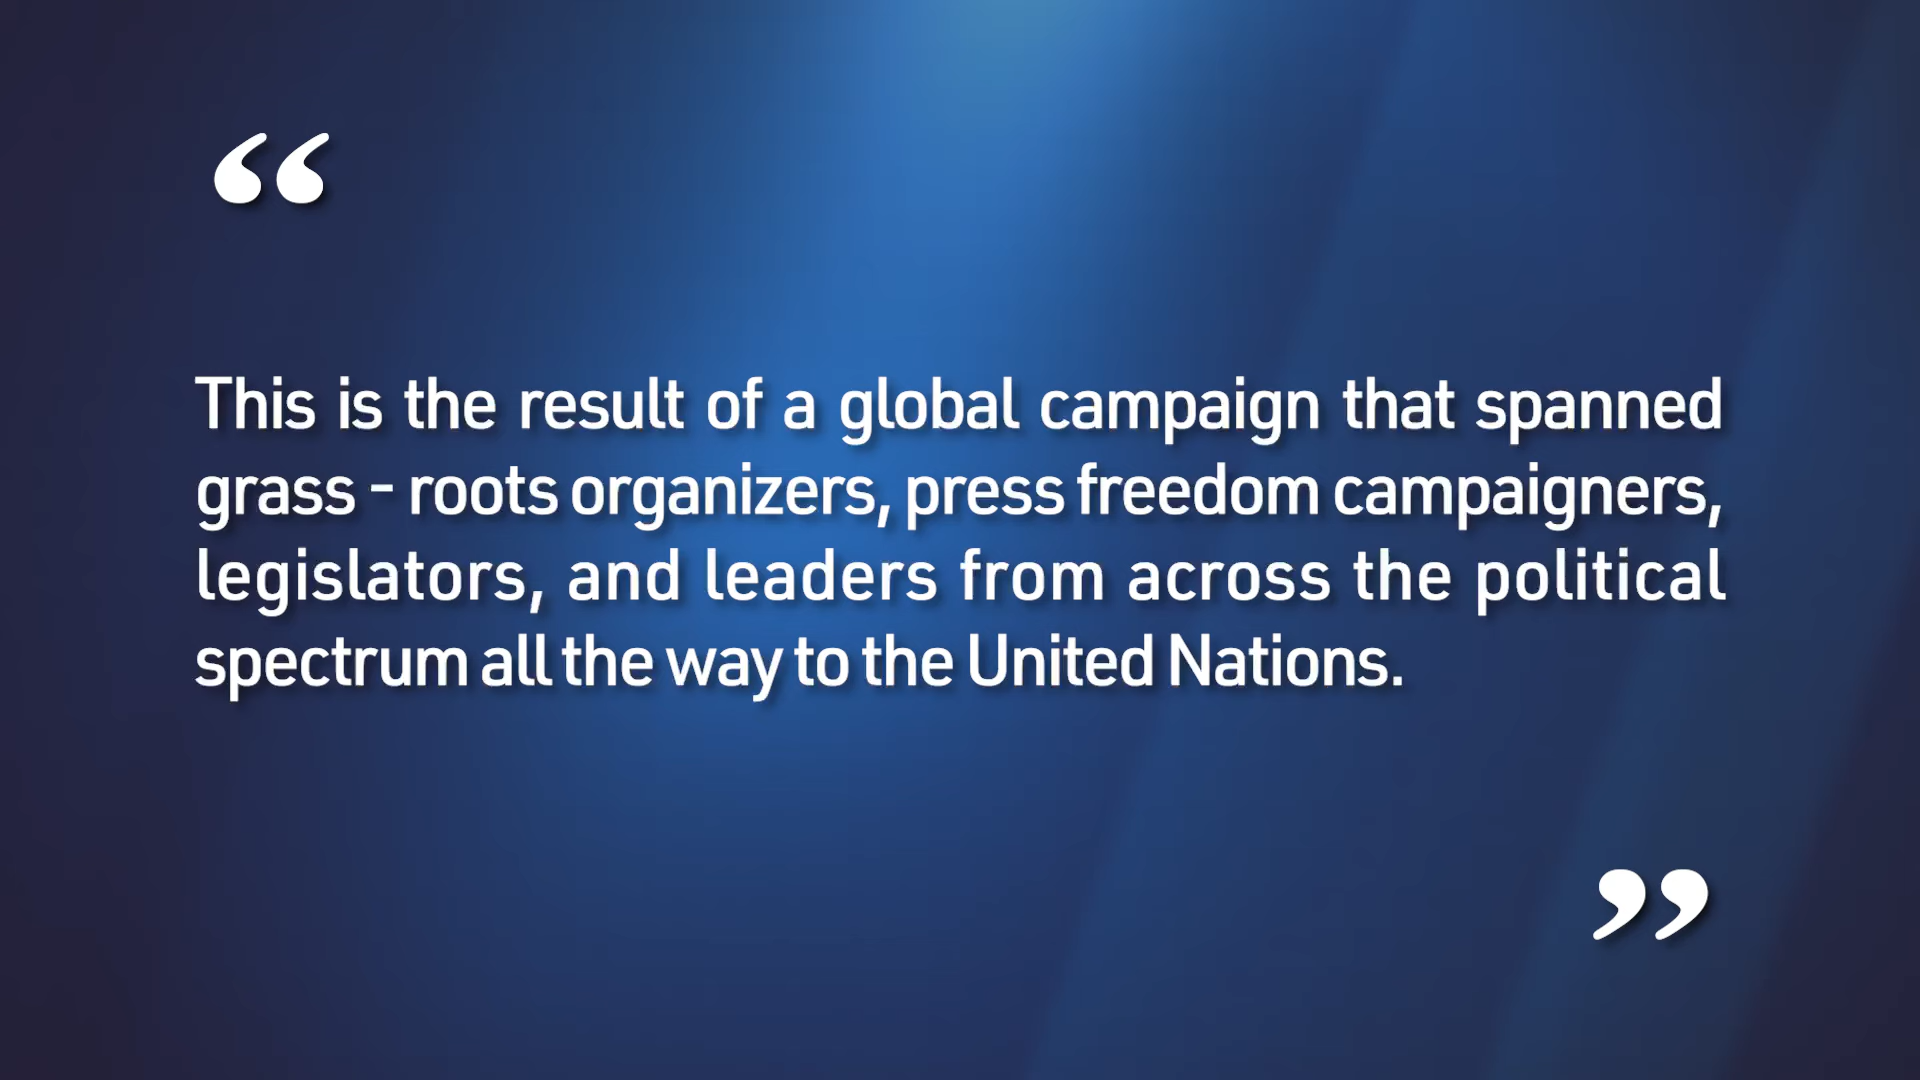 “
This is the result of a global campaign that spanned
grass - roots organizers, press freedom campaigners,
legislators, and leaders from across the political
spectrum all the way to the United Nations.
”